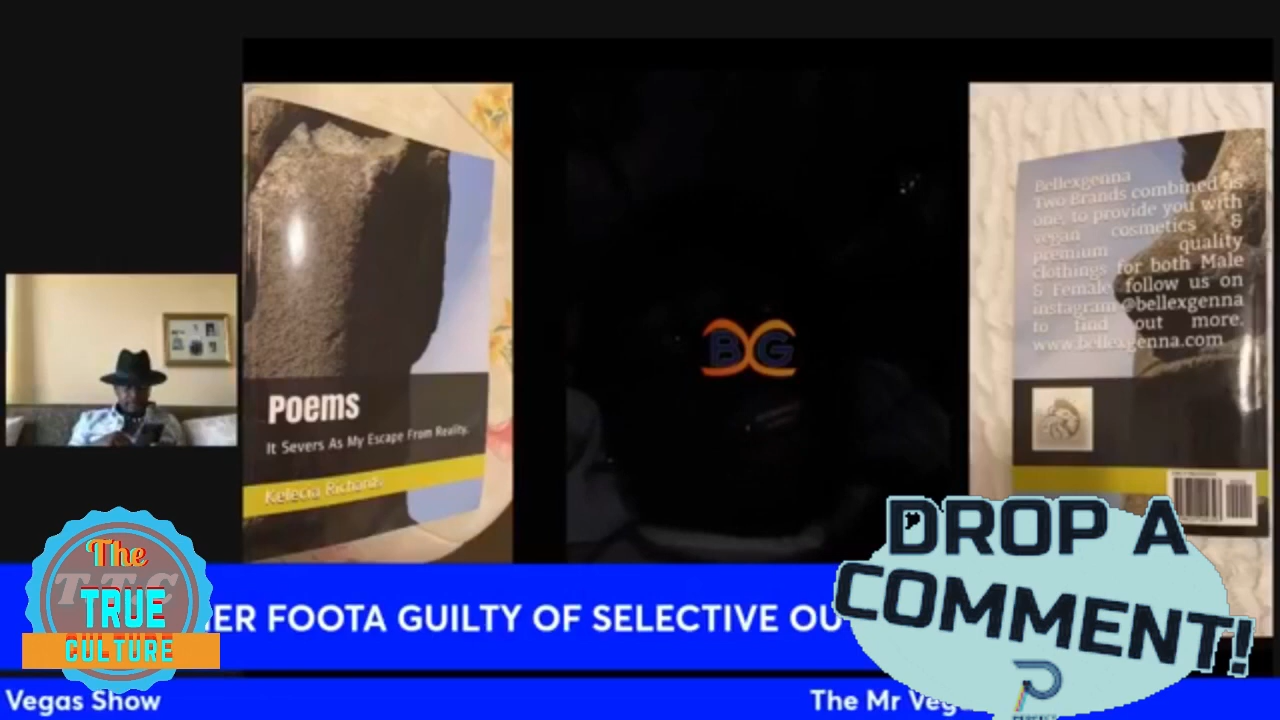 Poems
It Severs As My Escape From Reality.
Kelecia Richards
BG
Bellexgenna
Two Brands combined as
one, to provide you with
vegan cosmetics &
premium quality
clothings for both Male
& Female, follow us on
instagram @bellexgenna
to find out more.
www.bellexgenna.com
The
T.T.C
TRUE
CULTURE
ER FOOTA GUILTY OF SELECTIVE OU
DROP A
COMMENT!
Vegas Show
The Mr Veg